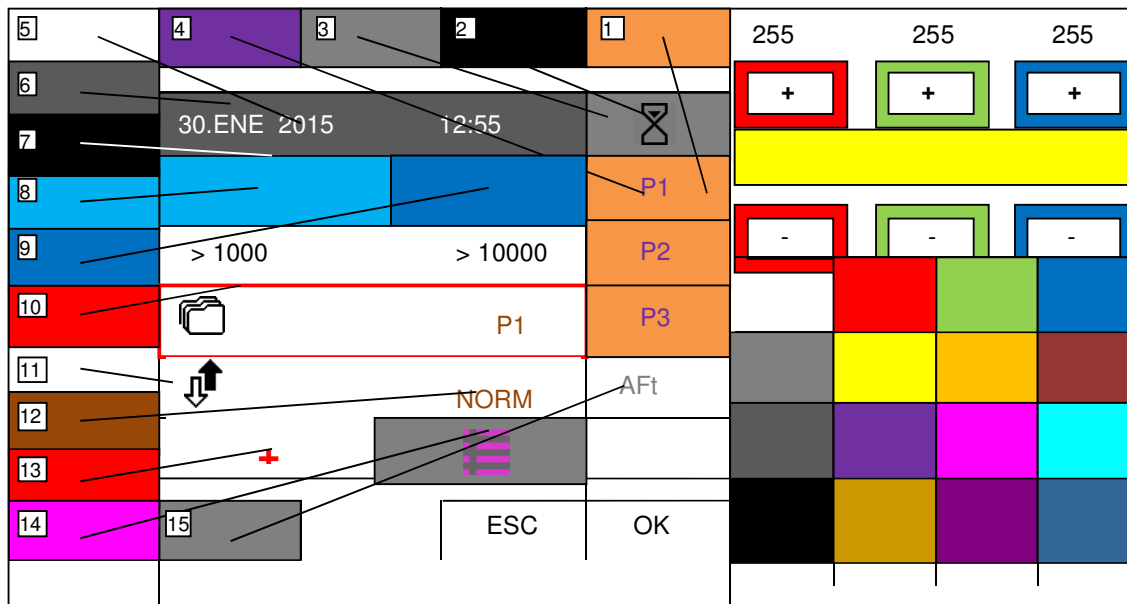 5 4 3 2 1 255 255 255
6 + + +
30.ENE 2015 12:55
7
8 P1
9 > 1000 > 10000 P2 - - -
10 P1 P3
11 AFt
12 NORM
13 +
14 15 ESC OK